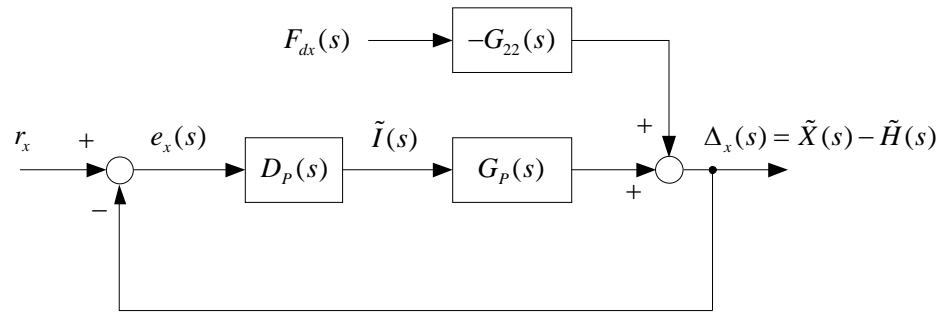 F_{dx}(s)
−G_{22}(s)
r_x
+
e_x(s)
D_P(s)
Ĩ(s)
G_P(s)
+
+
Δ_x(s) = X̃(s) − H̃(s)
−